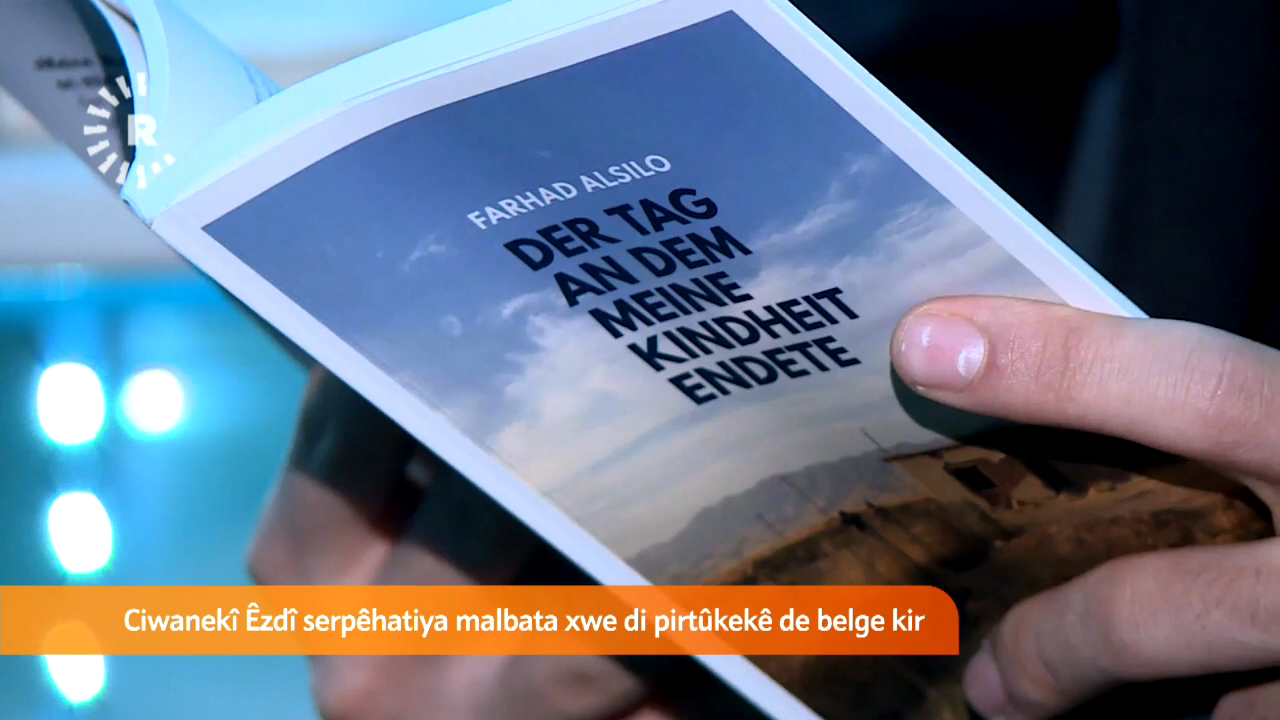 R
FARHAD ALSILO
DER TAG
AN DEM
MEINE
KINDHEIT
ENDETE
Ciwanekî Êzdî serpêhatiya malbata xwe di pirtûkekê de belge kir